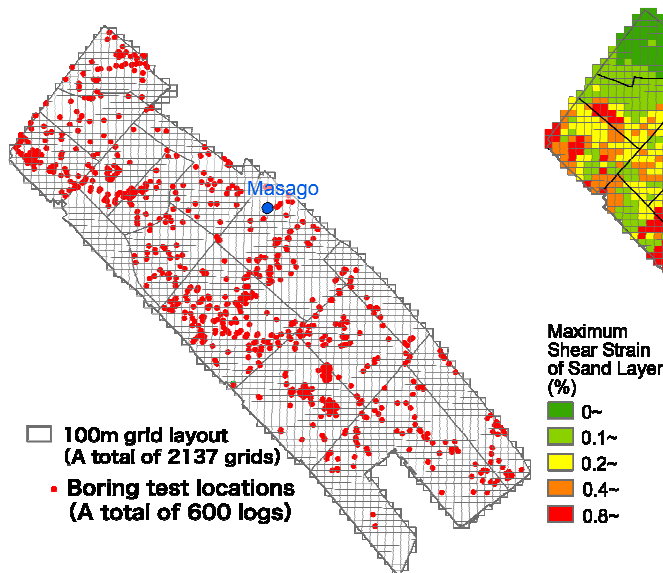 Masago
100m grid layout
(A total of 2137 grids)
Boring test locations
(A total of 600 logs)
Maximum
Shear Strain
of Sand Layer
(%)
0~
0.1~
0.2~
0.4~
0.8~